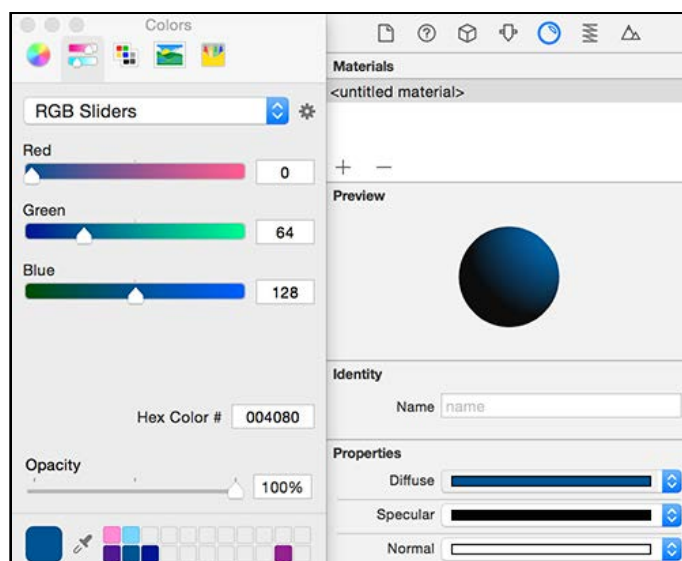 Colors
RGB Sliders
Red
0
Green
64
Blue
128
Hex Color # 004080
Opacity
100%
Materials
<untitled material>
Preview
Identity
Name name
Properties
Diffuse
Specular
Normal